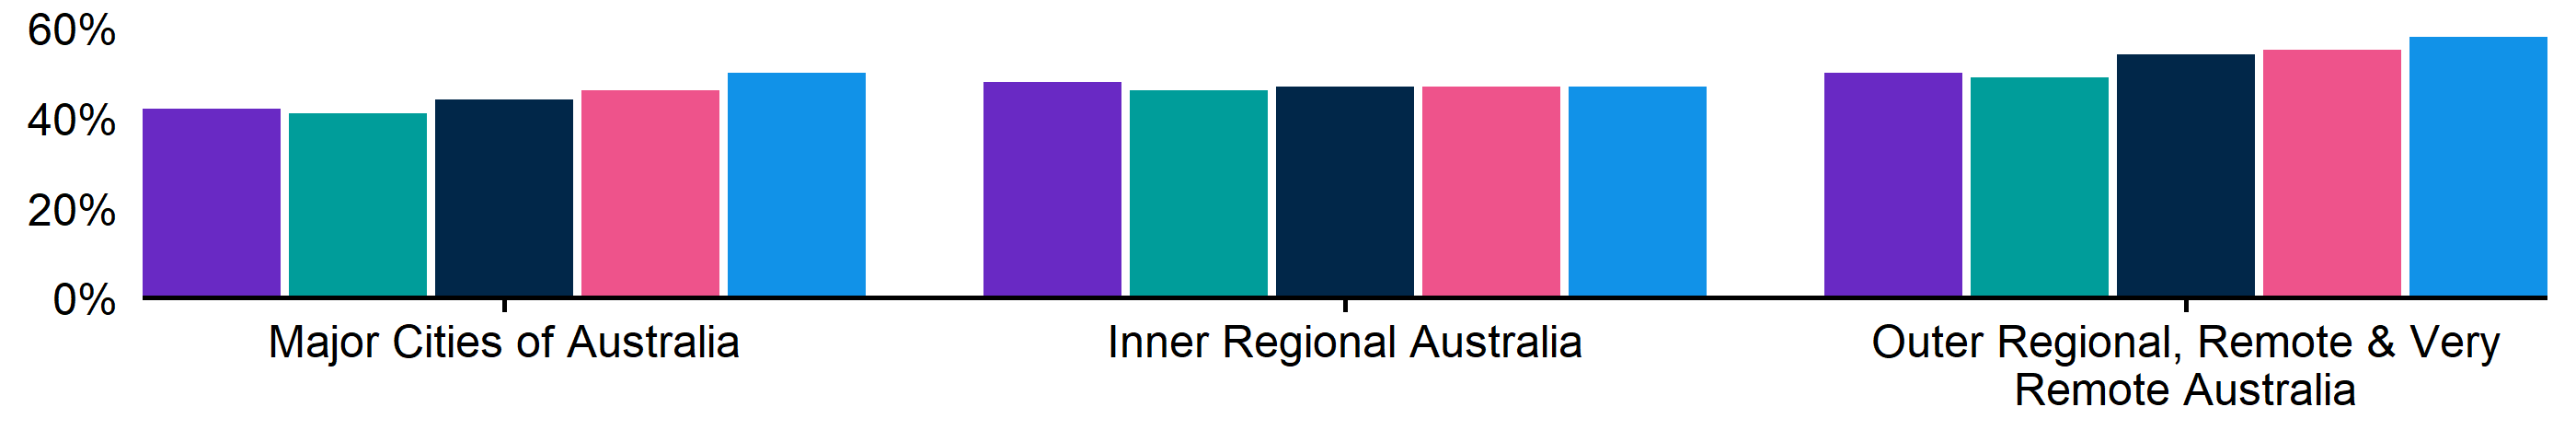 60%
40%
20%
0%
Major Cities of Australia
Inner Regional Australia
Outer Regional, Remote & Very
Remote Australia